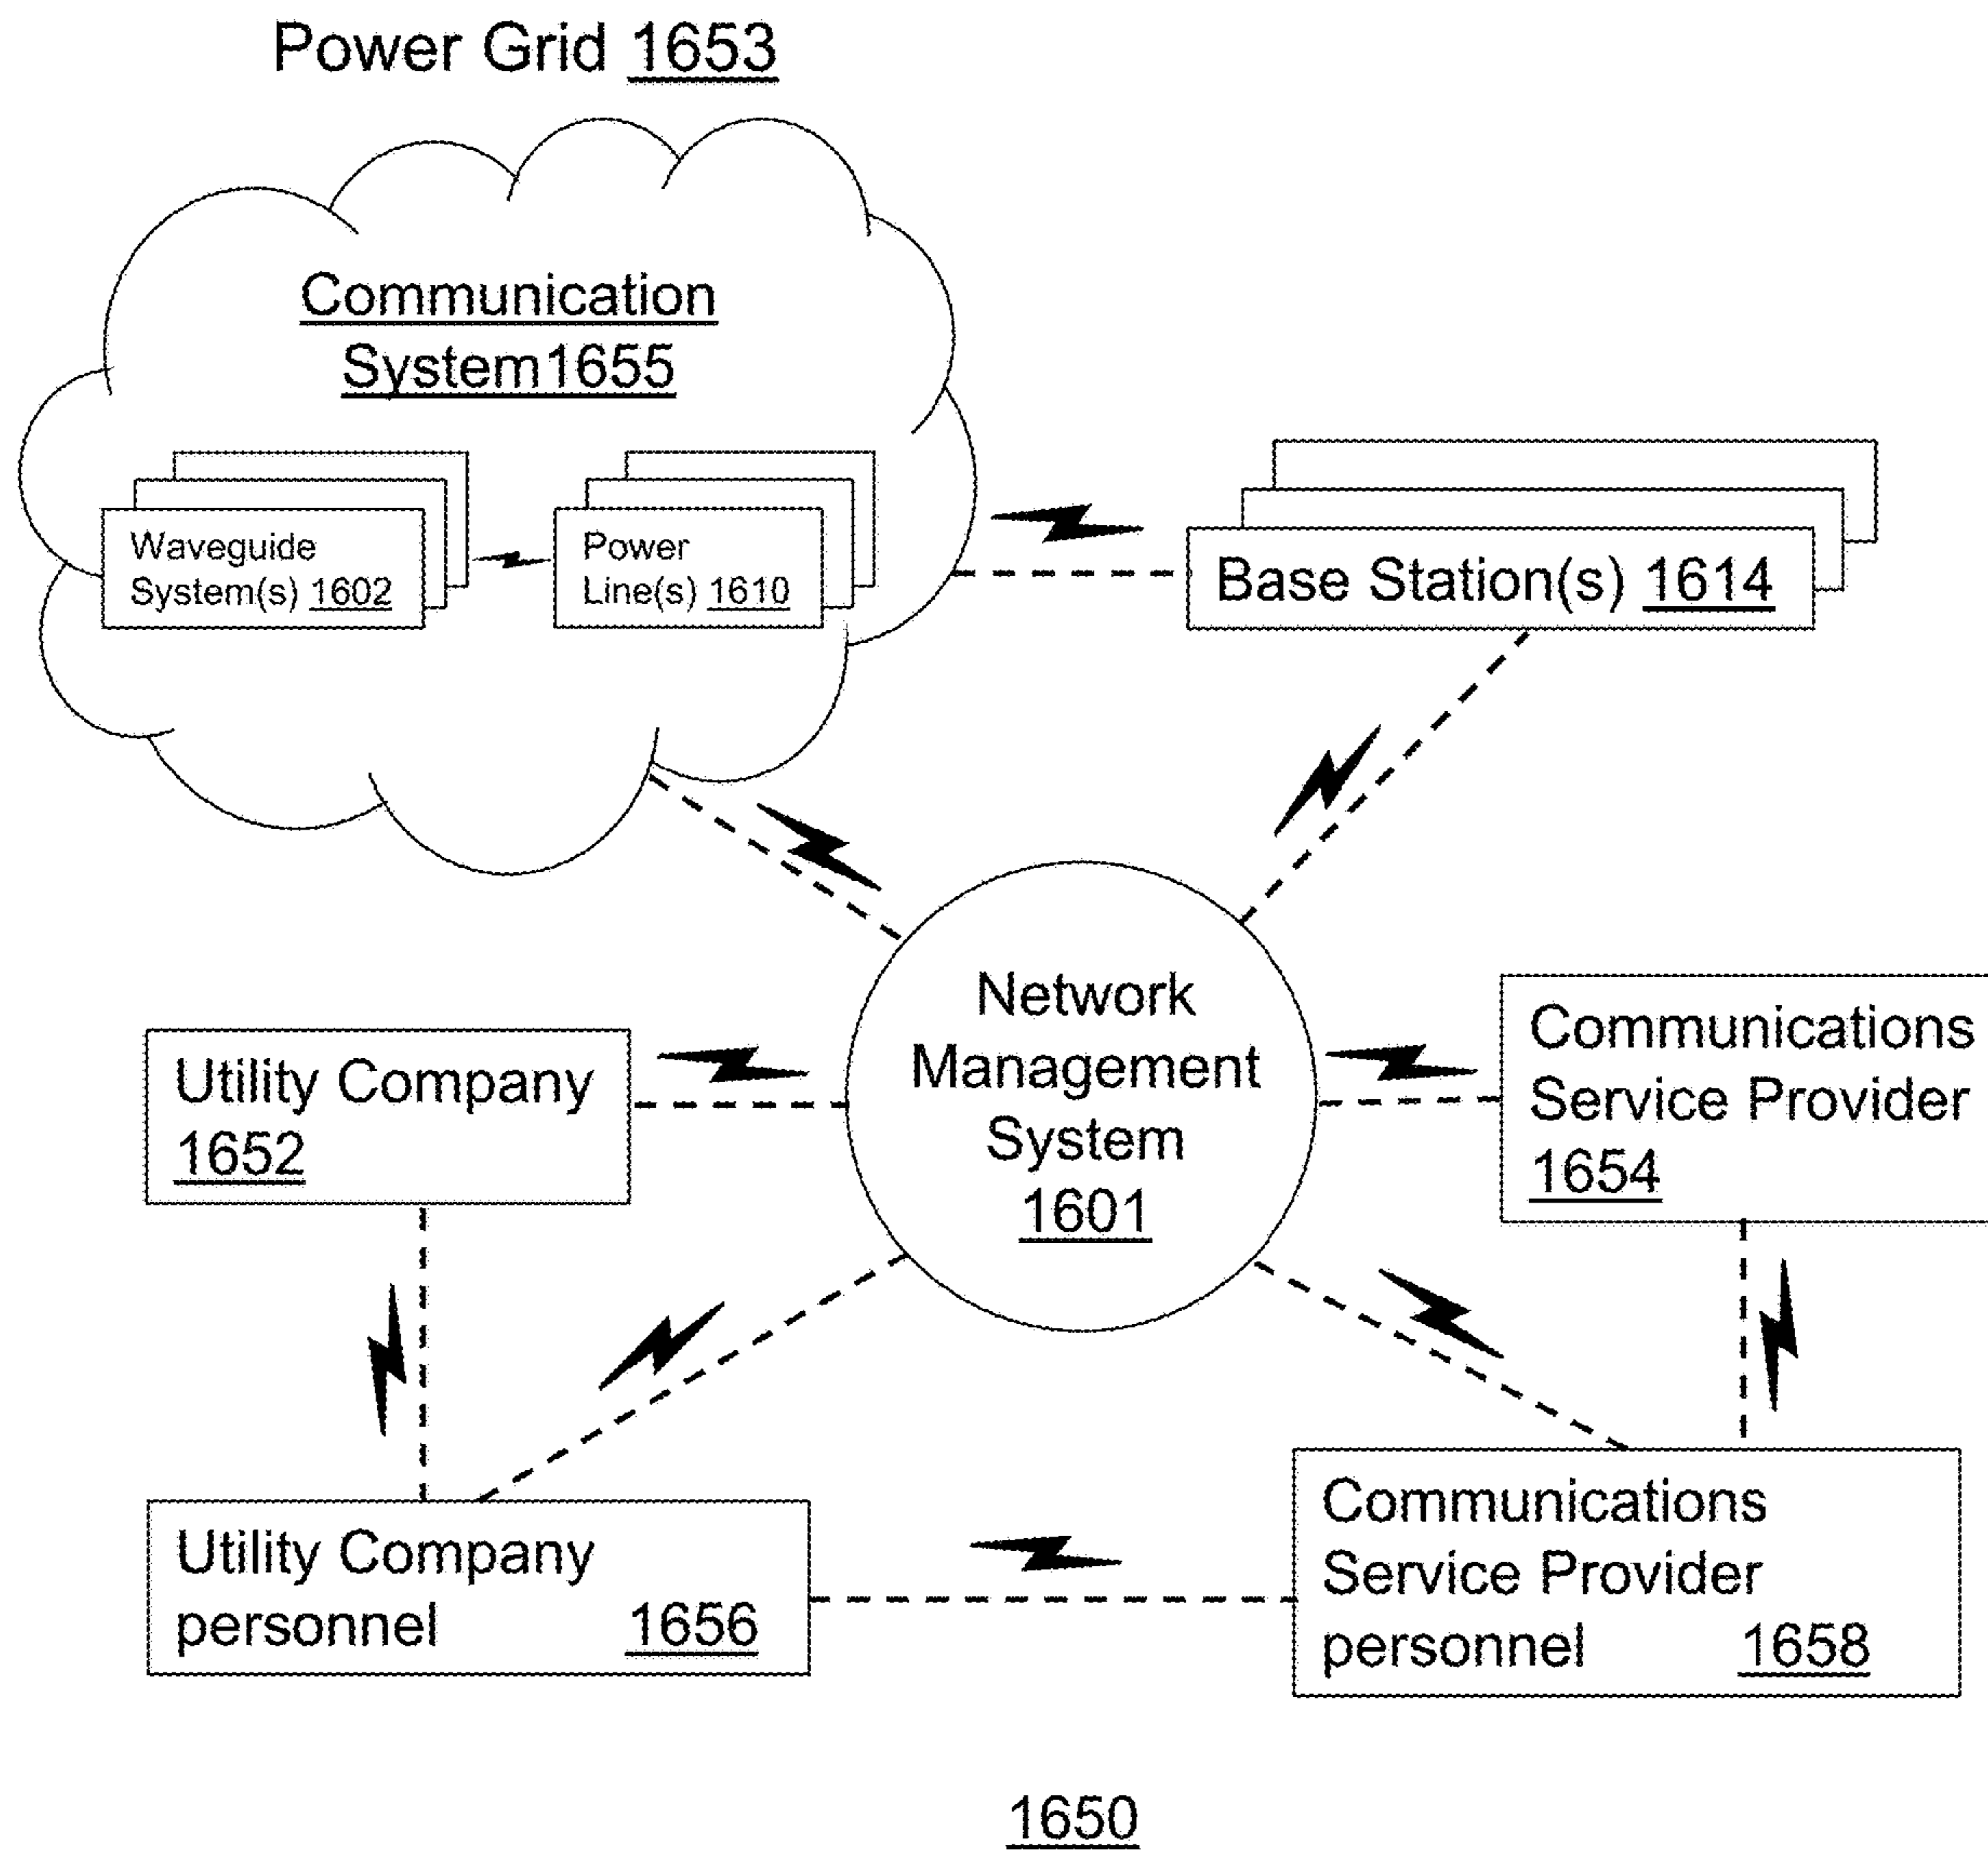 Power Grid 1653
Communication
System1655
Waveguide
System(s) 1602
Power
Line(s) 1610
Base Station(s) 1614
Network
Management
System
1601
Utility Company
1652
Communications
Service Provider
1654
Utility Company
personnel 1656
Communications
Service Provider
personnel 1658
1650